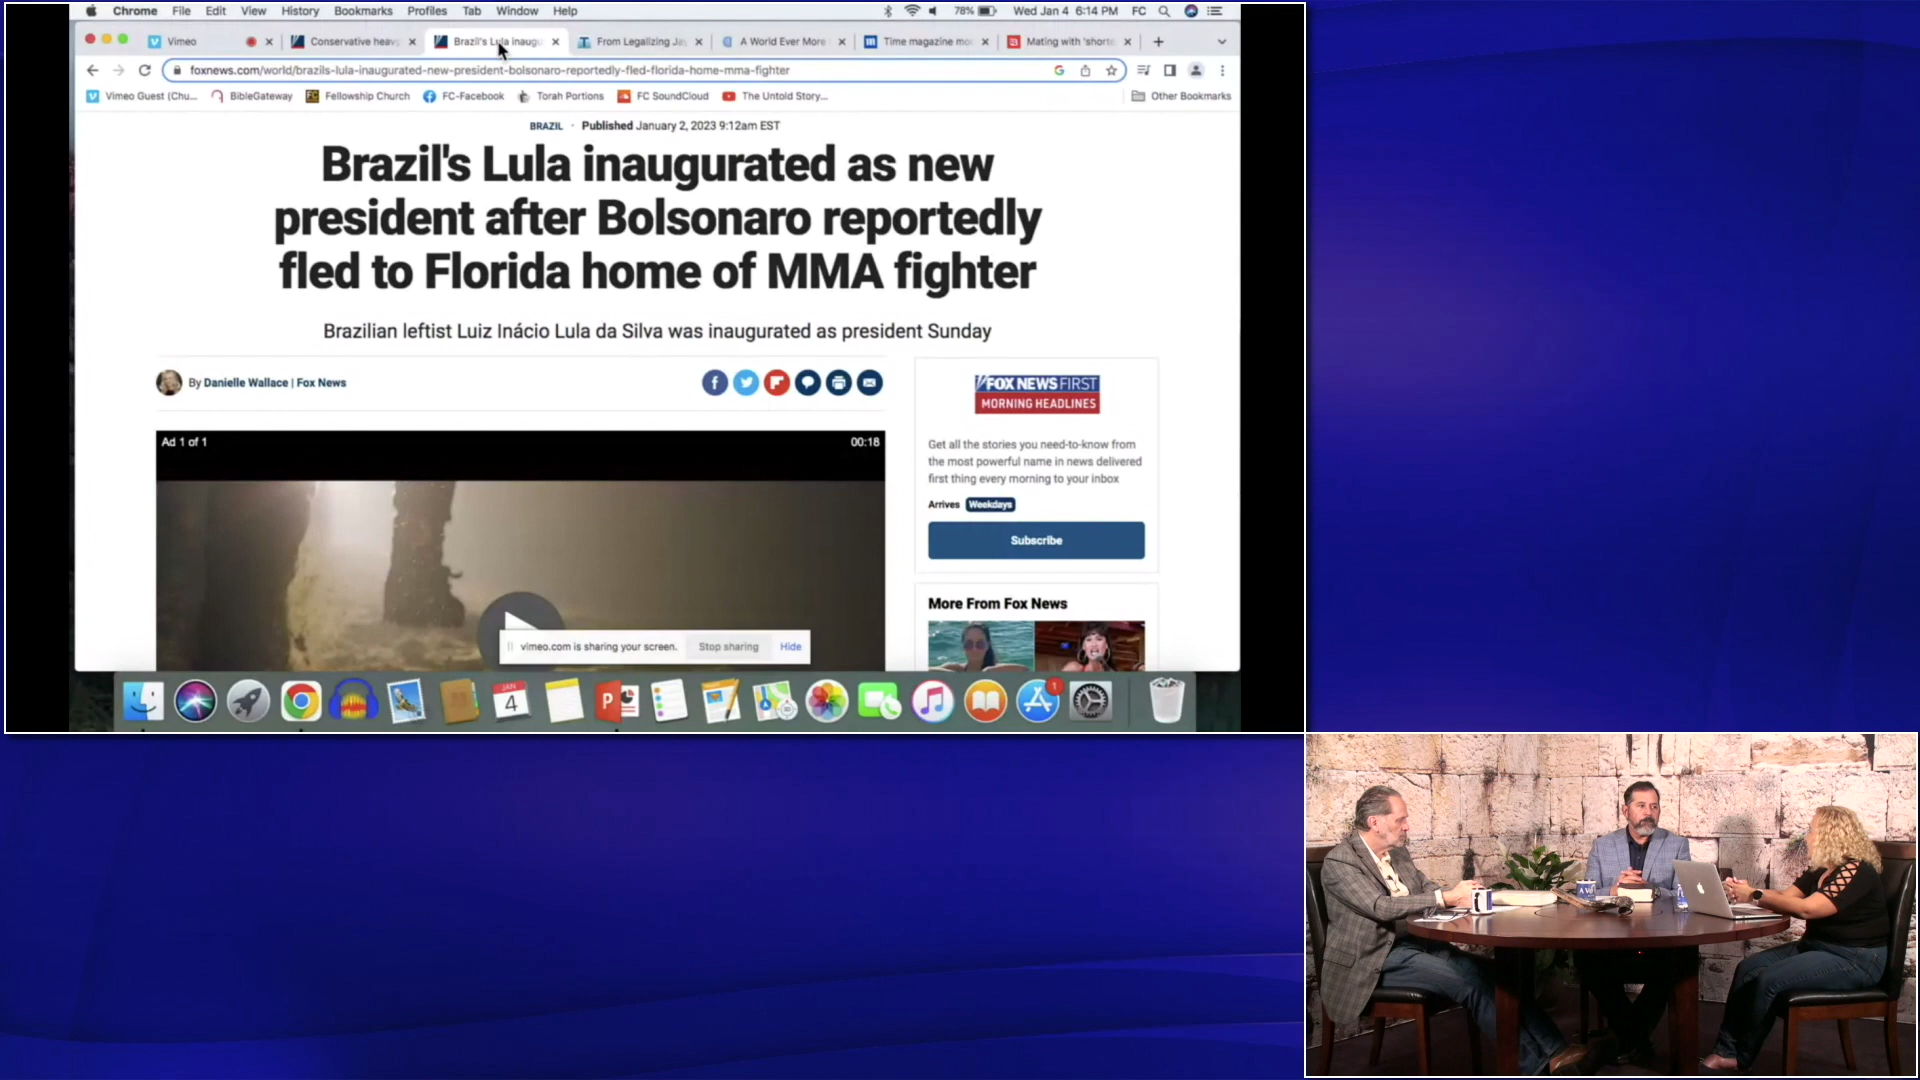 Chrome File Edit View History Bookmarks Profiles Tab Window Help 78% Wed Jan 4 6:14 PM FC
Vimeo Conservative heav Brazil's Lula inaugu From Legalizing Ja A World Ever More Time magazine mo Mating with 'shorte
foxnews.com/world/brazils-lula-inaugurated-new-president-bolsonaro-reportedly-fled-florida-home-mma-fighter
Vimeo Guest (Chu... BibleGateway Fellowship Church FC-Facebook Torah Portions FC SoundCloud The Untold Story... Other Bookmarks
BRAZIL · Published January 2, 2023 9:12am EST
Brazil's Lula inaugurated as new
president after Bolsonaro reportedly
fled to Florida home of MMA fighter
Brazilian leftist Luiz Inácio Lula da Silva was inaugurated as president Sunday
By Danielle Wallace | Fox News
FOX NEWS FIRST
MORNING HEADLINES
Ad 1 of 1 00:18
Get all the stories you need-to-know from
the most powerful name in news delivered
first thing every morning to your inbox
Arrives Weekdays
Subscribe
More From Fox News
vimeo.com is sharing your screen. Stop sharing Hide
JAN
4
1